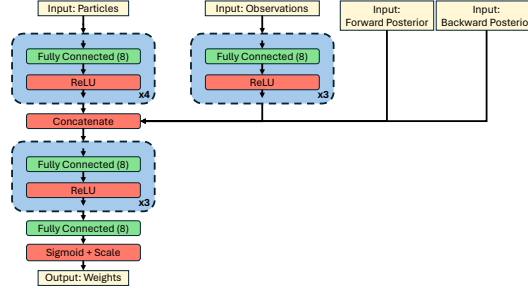 Input: Particles
Input: Observations
Input:
Forward Posterior
Input:
Backward Posterior
Fully Connected (8)
ReLU
x4
Fully Connected (8)
ReLU
x3
Concatenate
Fully Connected (8)
ReLU
x3
Fully Connected (8)
Sigmoid + Scale
Output: Weights